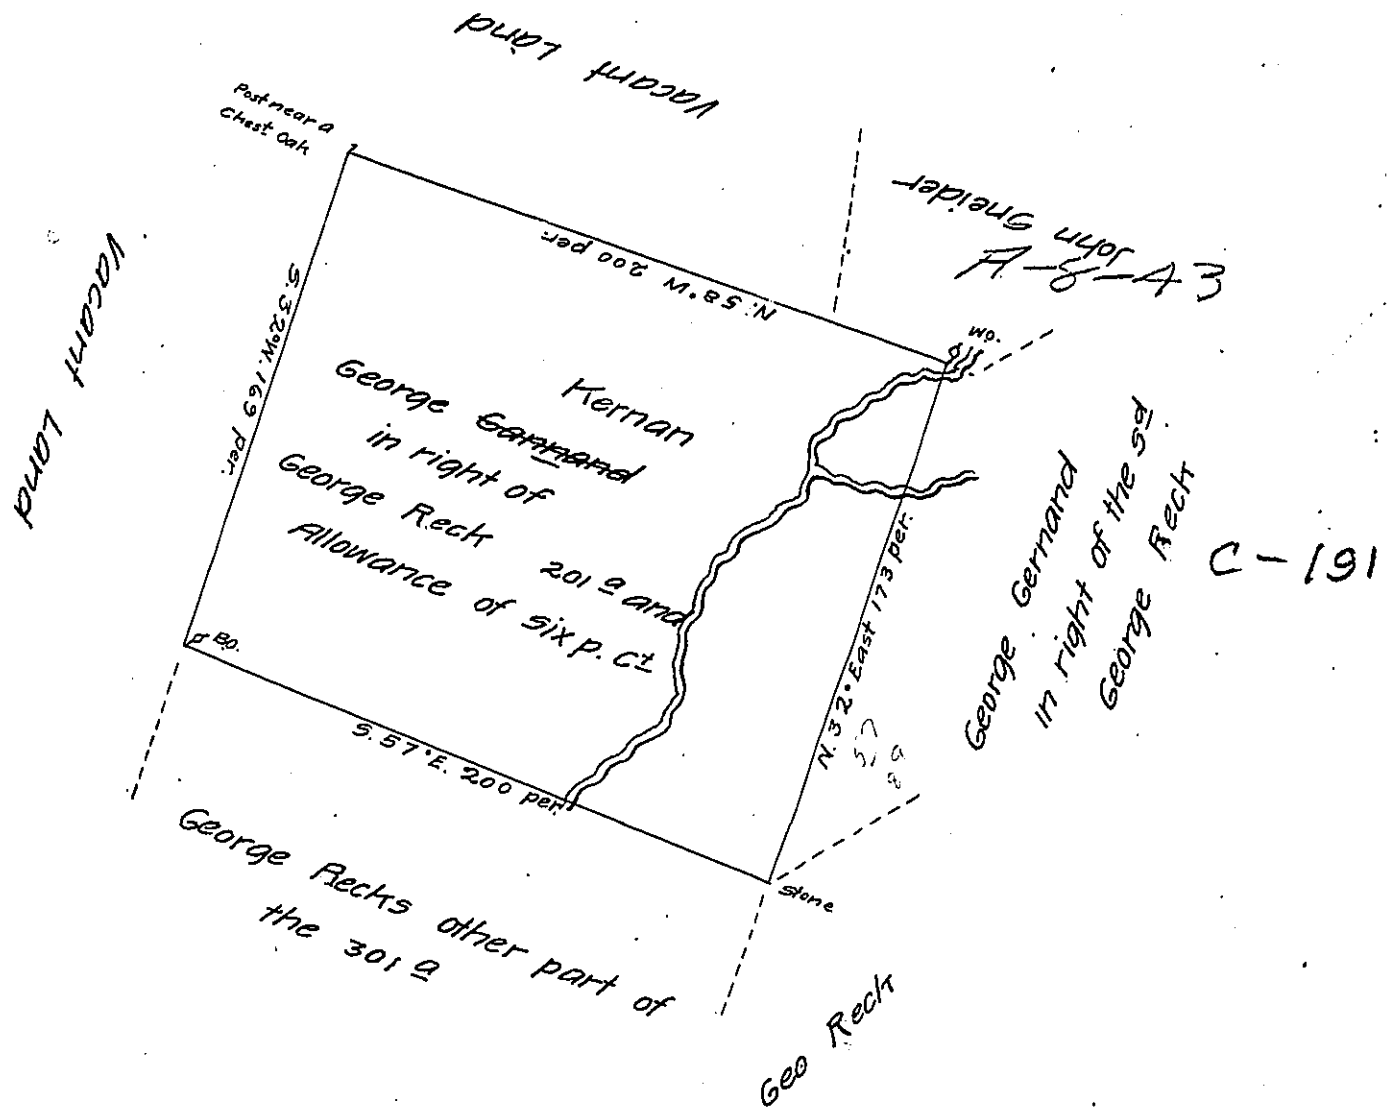 Vacant Land
Post near a
Chest Oak
John Sneider
A-8-43
N. 58° W. 200 per.
W.O.
Vacant Land
S. 32° W. 169 per.
Kernan
George Garnand
in right of
George Reck
201 a and
Allowance of six p. ct
N. 32° East 173 per.
George Gernand
in right of the sd
George Reck
C-191
B.O.
S. 57° E. 200 per.
57
89
Stone
George Recks other part of
the 301 a
Geo Reck